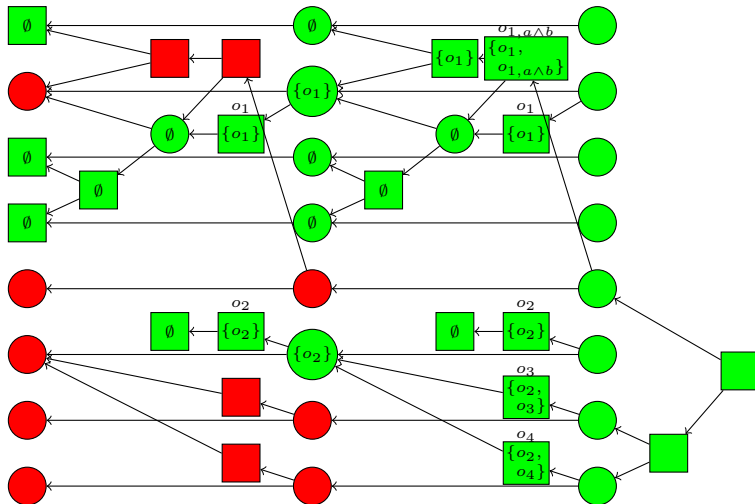 ∅ ∅ o₁,ₐ∧b
{o₁} {o₁,
o₁,ₐ∧b}
{o₁}
o₁ o₁
∅ {o₁} ∅ {o₁}
∅ ∅
∅ ∅
∅ ∅
o₂ o₂
∅ {o₂} ∅ {o₂}
{o₂}
o₃
{o₂,
o₃}
o₄
{o₂,
o₄}